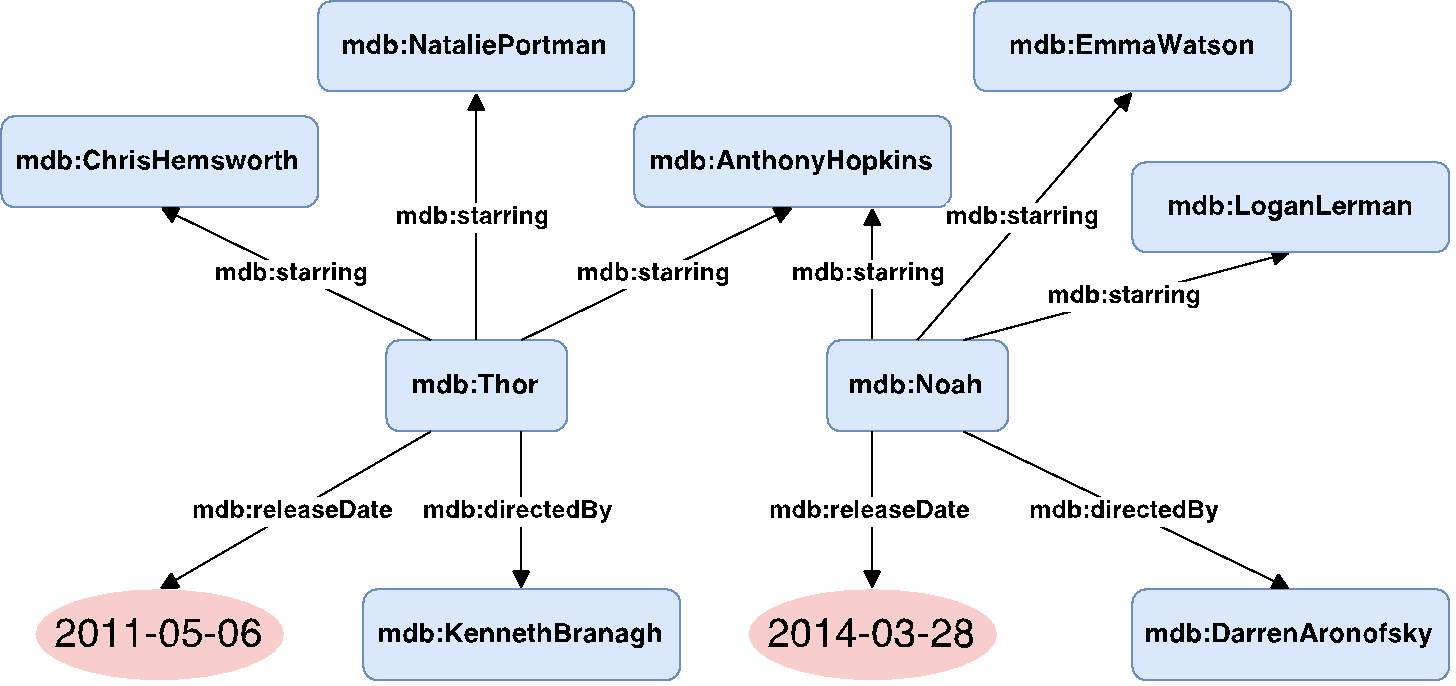 mdb:NataliePortman
mdb:EmmaWatson
mdb:ChrisHemsworth
mdb:AnthonyHopkins
mdb:LoganLerman
mdb:starring
mdb:starring
mdb:starring
mdb:starring
mdb:starring
mdb:starring
mdb:Thor
mdb:Noah
mdb:releaseDate
mdb:directedBy
mdb:releaseDate
mdb:directedBy
2011-05-06
mdb:KennethBranagh
2014-03-28
mdb:DarrenAronofsky